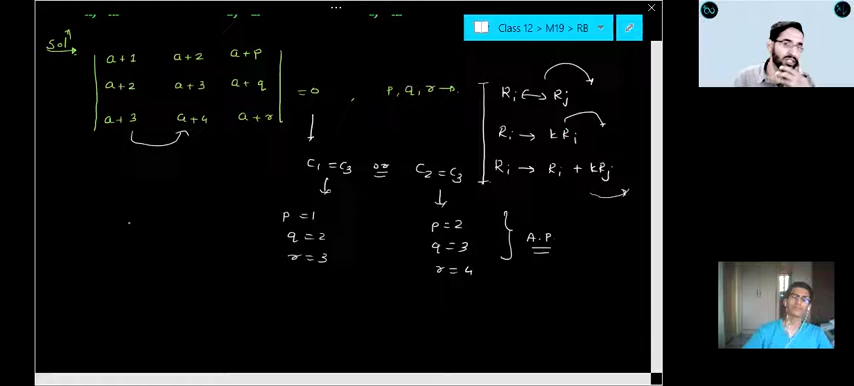 Class 12 > M19 > RB
Solⁿ
a+1 a+2 a+p
a+2 a+3 a+q
a+3 a+4 a+r
= 0 , p, q, r →
Ri ↔ Rj
Ri → kRi
Ri → Ri + kRj
C1 = C3 or C2 = C3
p = 1
q = 2
r = 3
p = 2
q = 3
r = 4
A.P.